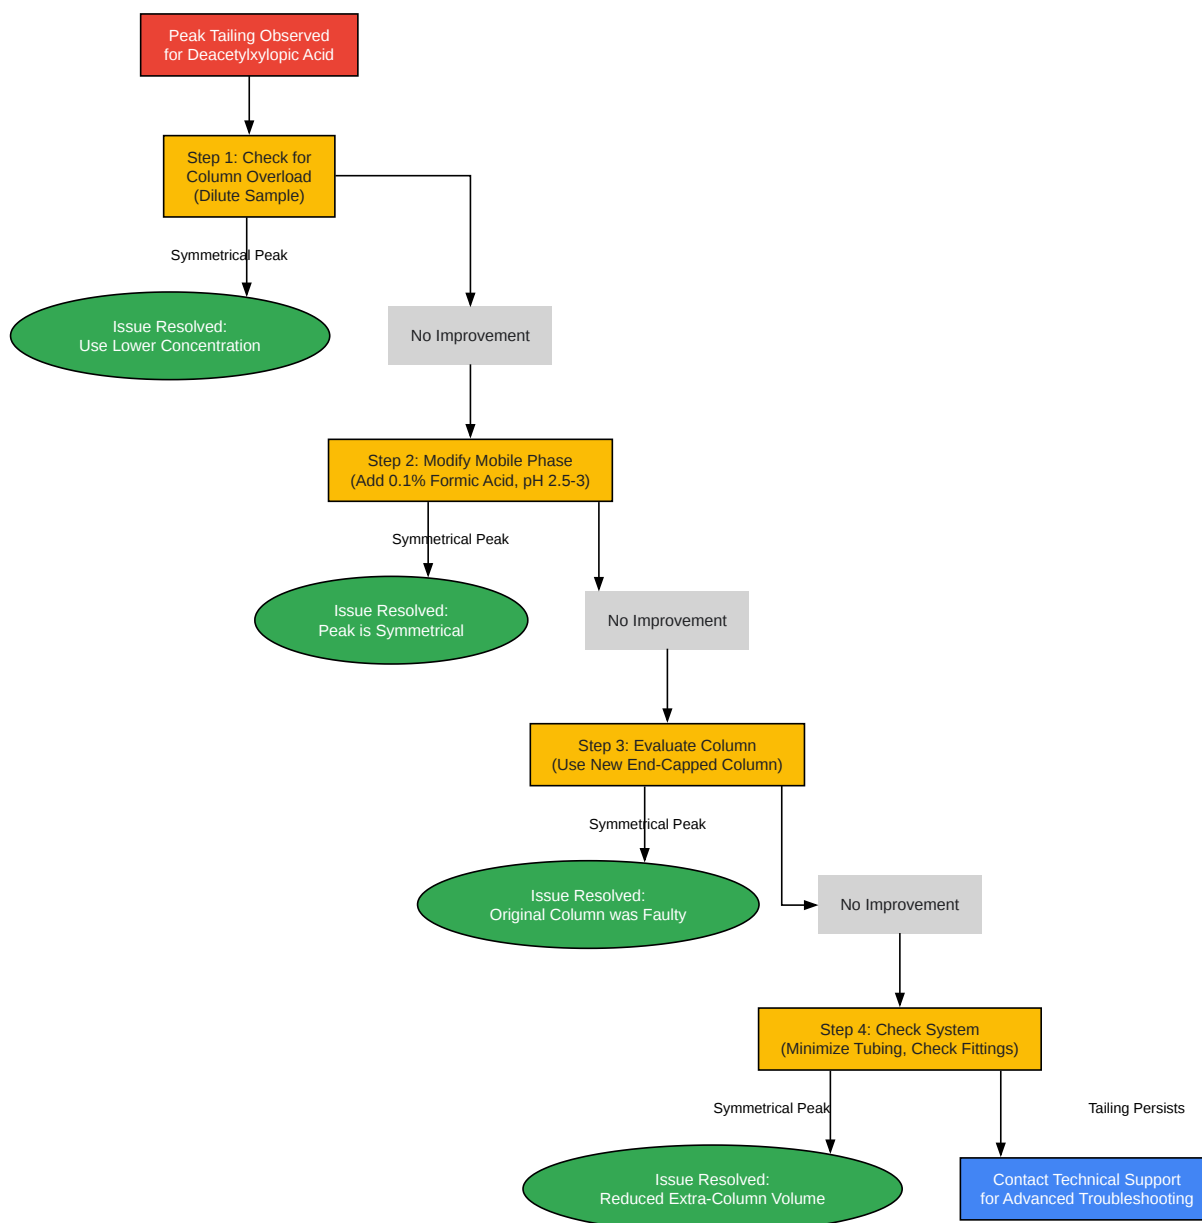 Peak Tailing Observed
for Deacetylxylopic Acid
Step 1: Check for
Column Overload
(Dilute Sample)
Symmetrical Peak
Issue Resolved:
Use Lower Concentration
No Improvement
Step 2: Modify Mobile Phase
(Add 0.1% Formic Acid, pH 2.5-3)
Symmetrical Peak
Issue Resolved:
Peak is Symmetrical
No Improvement
Step 3: Evaluate Column
(Use New End-Capped Column)
Symmetrical Peak
Issue Resolved:
Original Column was Faulty
No Improvement
Step 4: Check System
(Minimize Tubing, Check Fittings)
Symmetrical Peak
Tailing Persists
Issue Resolved:
Reduced Extra-Column Volume
Contact Technical Support
for Advanced Troubleshooting